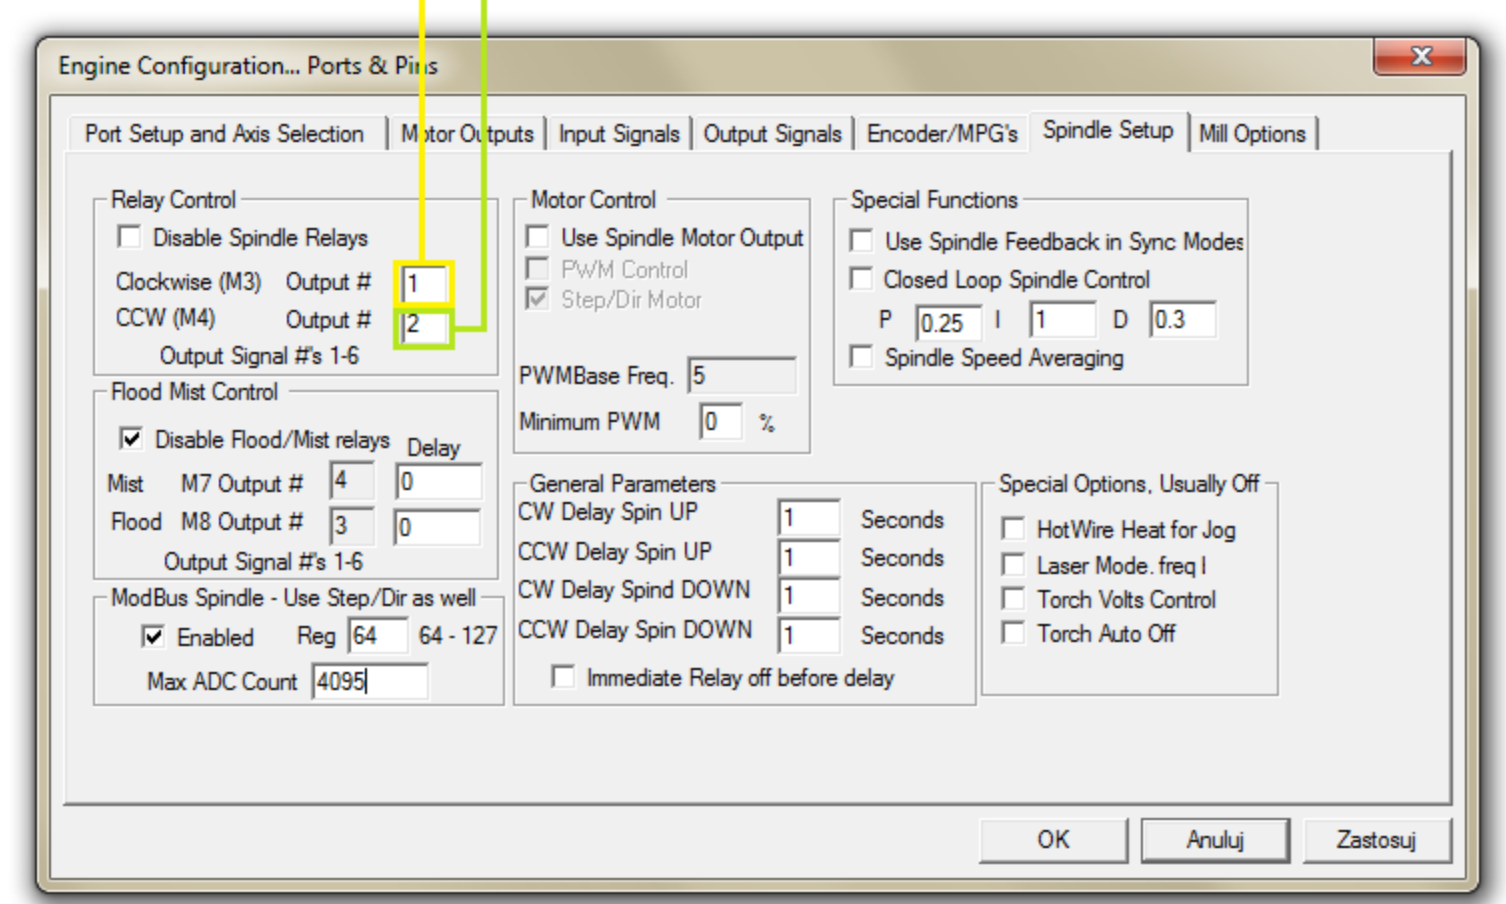 Engine Configuration... Ports & Pins
X
Port Setup and Axis Selection
Motor Outputs
Input Signals
Output Signals
Encoder/MPG's
Spindle Setup
Mill Options
Relay Control
Disable Spindle Relays
Clockwise (M3) Output # 1
CCW (M4) Output # 2
Output Signal #'s 1-6
Flood Mist Control
Disable Flood/Mist relays Delay
Mist M7 Output # 4 0
Flood M8 Output # 3 0
Output Signal #'s 1-6
ModBus Spindle - Use Step/Dir as well
Enabled Reg 64 64 - 127
Max ADC Count 4095
Motor Control
Use Spindle Motor Output
PWM Control
Step/Dir Motor
PWMBase Freq. 5
Minimum PWM 0 %
General Parameters
CW Delay Spin UP 1 Seconds
CCW Delay Spin UP 1 Seconds
CW Delay Spind DOWN 1 Seconds
CCW Delay Spin DOWN 1 Seconds
Immediate Relay off before delay
Special Functions
Use Spindle Feedback in Sync Modes
Closed Loop Spindle Control
P 0.25 I 1 D 0.3
Spindle Speed Averaging
Special Options, Usually Off
HotWire Heat for Jog
Laser Mode. freq
Torch Volts Control
Torch Auto Off
OK
Anuluj
Zastosuj